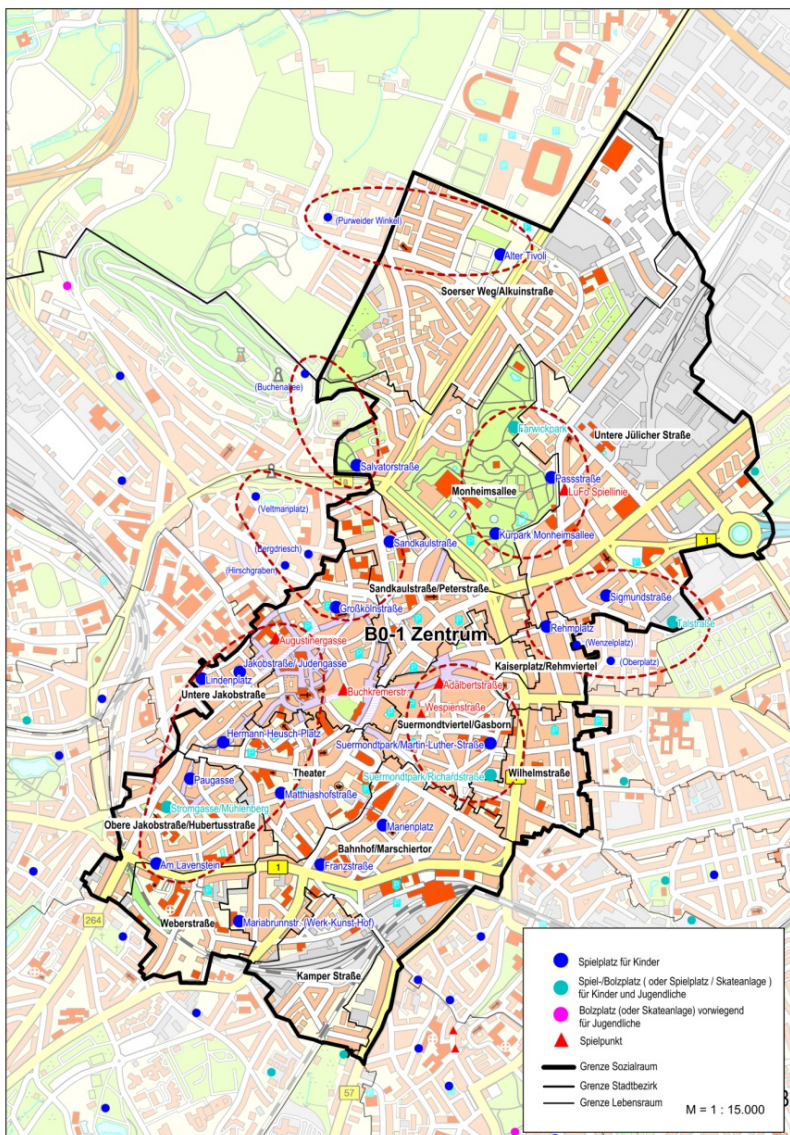 (Purweider Winkel)
Alter Tivoli
Soerser Weg/Alkuinstraße
(Buchenallee)
Farwickpark
Untere Jülicher Straße
Salvatorstraße
Passstraße
LuFo Spiellinie
Monheimsallee
(Veltmanplatz)
Kurpark Monheimsallee
1
Sandkaulstraße
(Bergdriesch)
(Hirschgraben)
Sandkaulstraße/Peterstraße
Sigmundstraße
Großkölnstraße
Talstraße
Rehmplatz
B0-1 Zentrum
Augustinergasse
(Wenzelplatz)
Kaiserplatz/Rehmviertel
(Oberplatz)
Jakobstraße/ Judengasse
Lindenplatz
Adalbertstraße
Untere Jakobstraße
Buchkremerstr.
Wespienstraße
Suermondtviertel/Gasborn
Hermann-Heusch-Platz
Suermondtpark/Martin-Luther-Straße
Theater
Wilhelmstraße
Paugasse
Suermondtpark/Richardstraße
Matthiashofstraße
Stromgasse/Mühlenberg
Obere Jakobstraße/Hubertusstraße
Marienplatz
Bahnhof/Marschiertor
Am Lavenstein
1
Franzstraße
264
Weberstraße
Mariabrunnstr. (Werk-Kunst-Hof)
Kamper Straße
57
Spielplatz für Kinder
Spiel-/Bolzplatz ( oder Spielplatz / Skateanlage )
für Kinder und Jugendliche
Bolzplatz (oder Skateanlage) vorwiegend
für Jugendliche
Spielpunkt
Grenze Sozialraum
Grenze Stadtbezirk
Grenze Lebensraum
M = 1 : 15.000